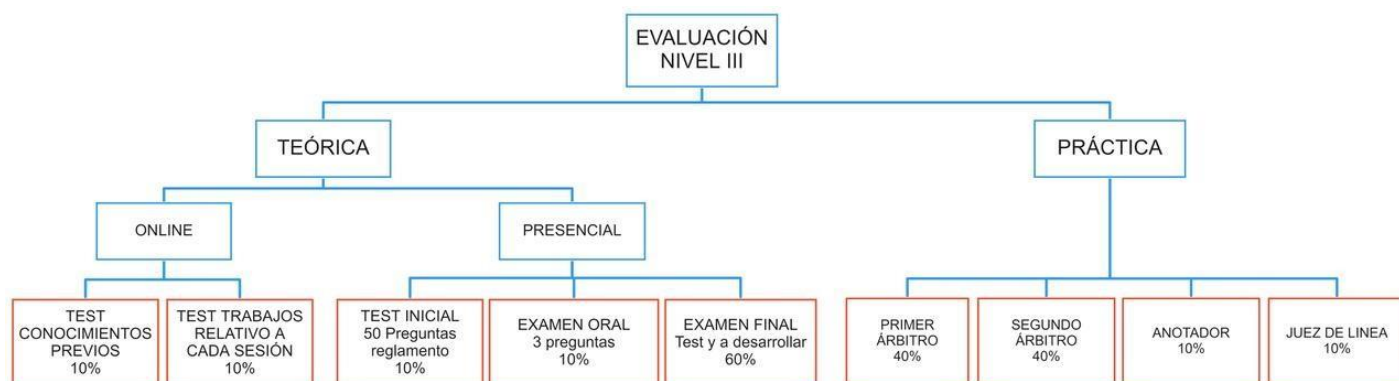 EVALUACIÓN
NIVEL III
TEÓRICA
PRÁCTICA
ONLINE
PRESENCIAL
TEST
CONOCIMIENTOS
PREVIOS
10%
TEST TRABAJOS
RELATIVO A
CADA SESIÓN
10%
TEST INICIAL
50 Preguntas
reglamento
10%
EXAMEN ORAL
3 preguntas
10%
EXAMEN FINAL
Test y a desarrollar
60%
PRIMER
ÁRBITRO
40%
SEGUNDO
ÁRBITRO
40%
ANOTADOR
10%
JUEZ DE LINEA
10%